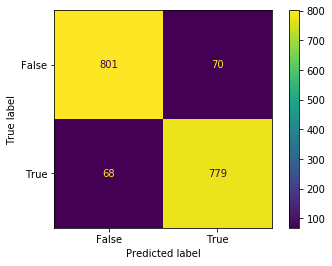 800
False
801
70
700
600
500
True label
400
300
True
68
779
200
100
False
True
Predicted label